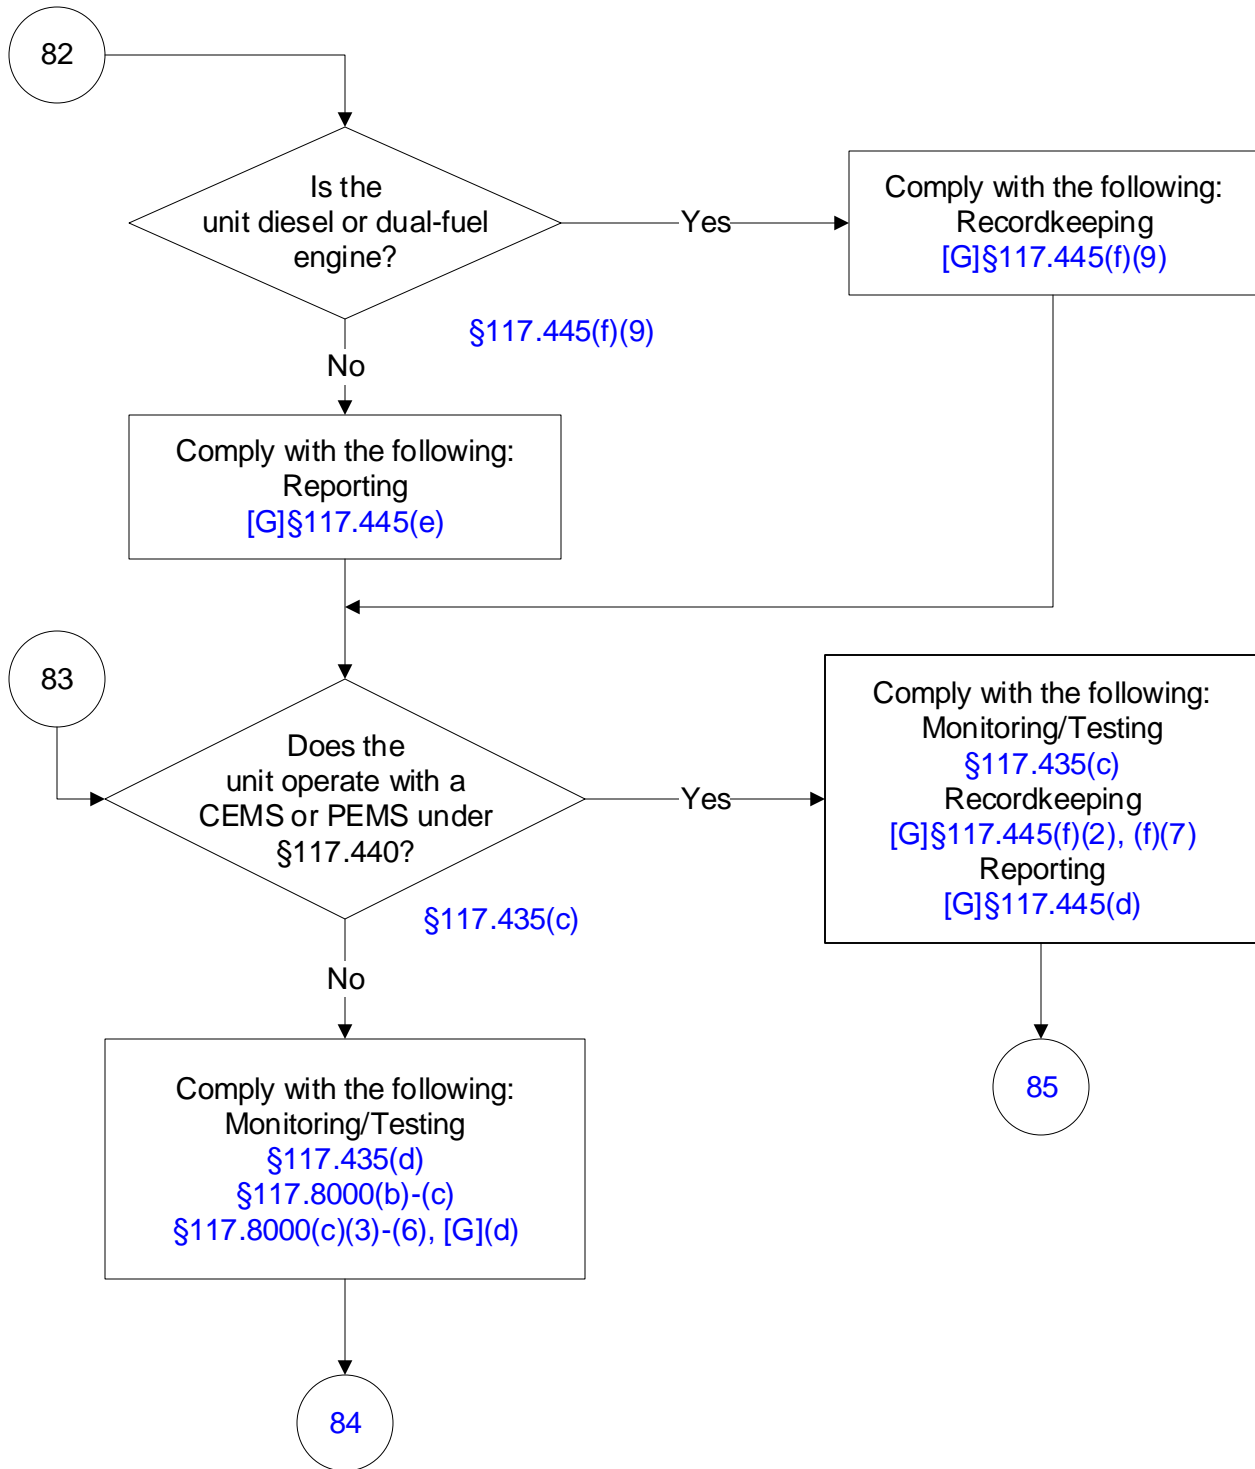 82
Is the
unit diesel or dual-fuel
engine?
Yes
Comply with the following:
Recordkeeping
[G]§117.445(f)(9)
§117.445(f)(9)
No
Comply with the following:
Reporting
[G]§117.445(e)
83
Does the
unit operate with a
CEMS or PEMS under
§117.440?
Yes
Comply with the following:
Monitoring/Testing
§117.435(c)
Recordkeeping
[G]§117.445(f)(2), (f)(7)
Reporting
[G]§117.445(d)
§117.435(c)
No
Comply with the following:
Monitoring/Testing
§117.435(d)
§117.8000(b)-(c)
§117.8000(c)(3)-(6), [G](d)
85
84